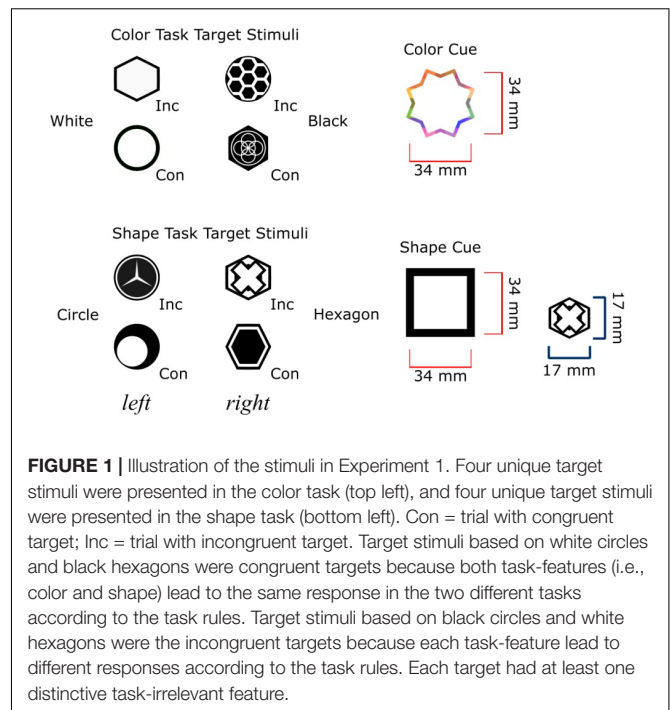 Color Task Target Stimuli
Color Cue
Inc
Inc
White
Black
Con
Con
34 mm
34 mm
Shape Task Target Stimuli
Shape Cue
Inc
Inc
Circle
Hexagon
Con
Con
34 mm
17 mm
34 mm
17 mm
left
right
FIGURE 1 | Illustration of the stimuli in Experiment 1. Four unique target
stimuli were presented in the color task (top left), and four unique target stimuli
were presented in the shape task (bottom left). Con = trial with congruent
target; Inc = trial with incongruent target. Target stimuli based on white circles
and black hexagons were congruent targets because both task-features (i.e.,
color and shape) lead to the same response in the two different tasks
according to the task rules. Target stimuli based on black circles and white
hexagons were the incongruent targets because each task-feature lead to
different responses according to the task rules. Each target had at least one
distinctive task-irrelevant feature.